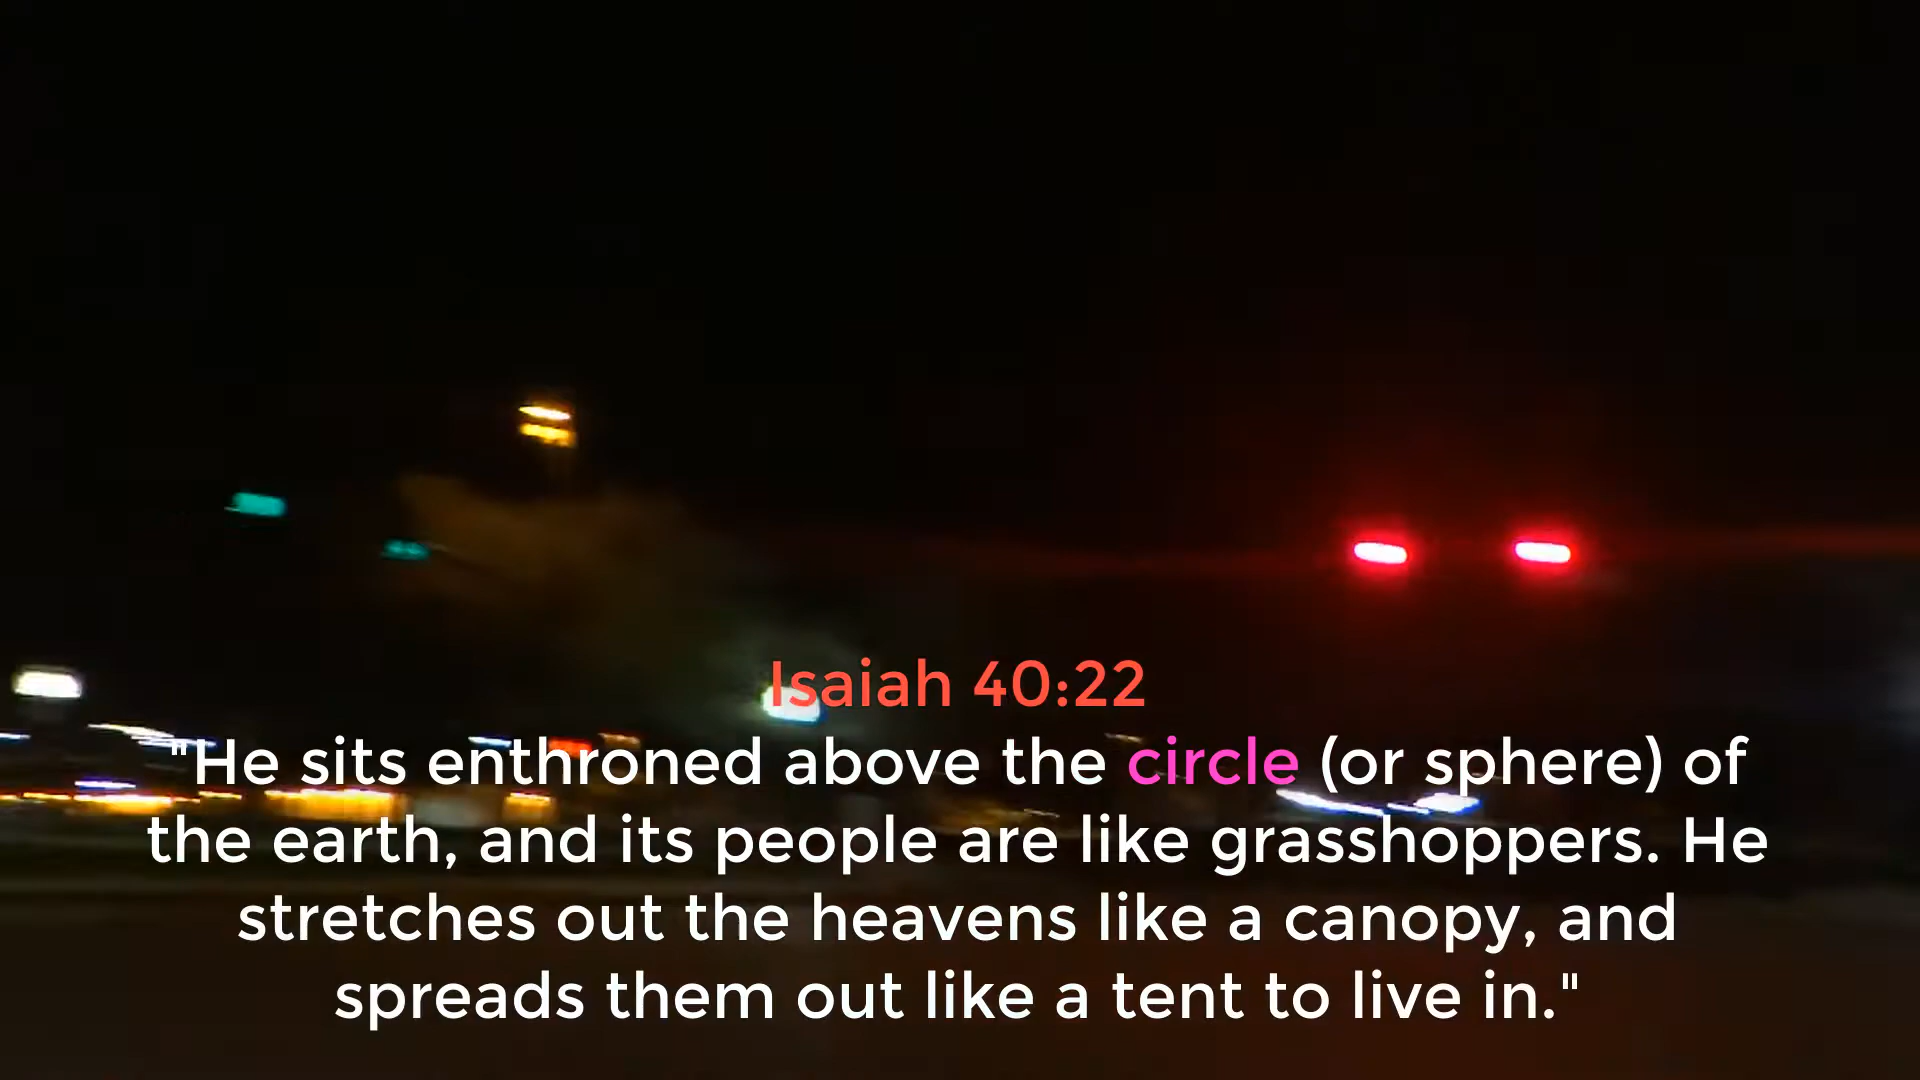 Isaiah 40:22
"He sits enthroned above the circle (or sphere) of
the earth, and its people are like grasshoppers. He
stretches out the heavens like a canopy, and
spreads them out like a tent to live in."